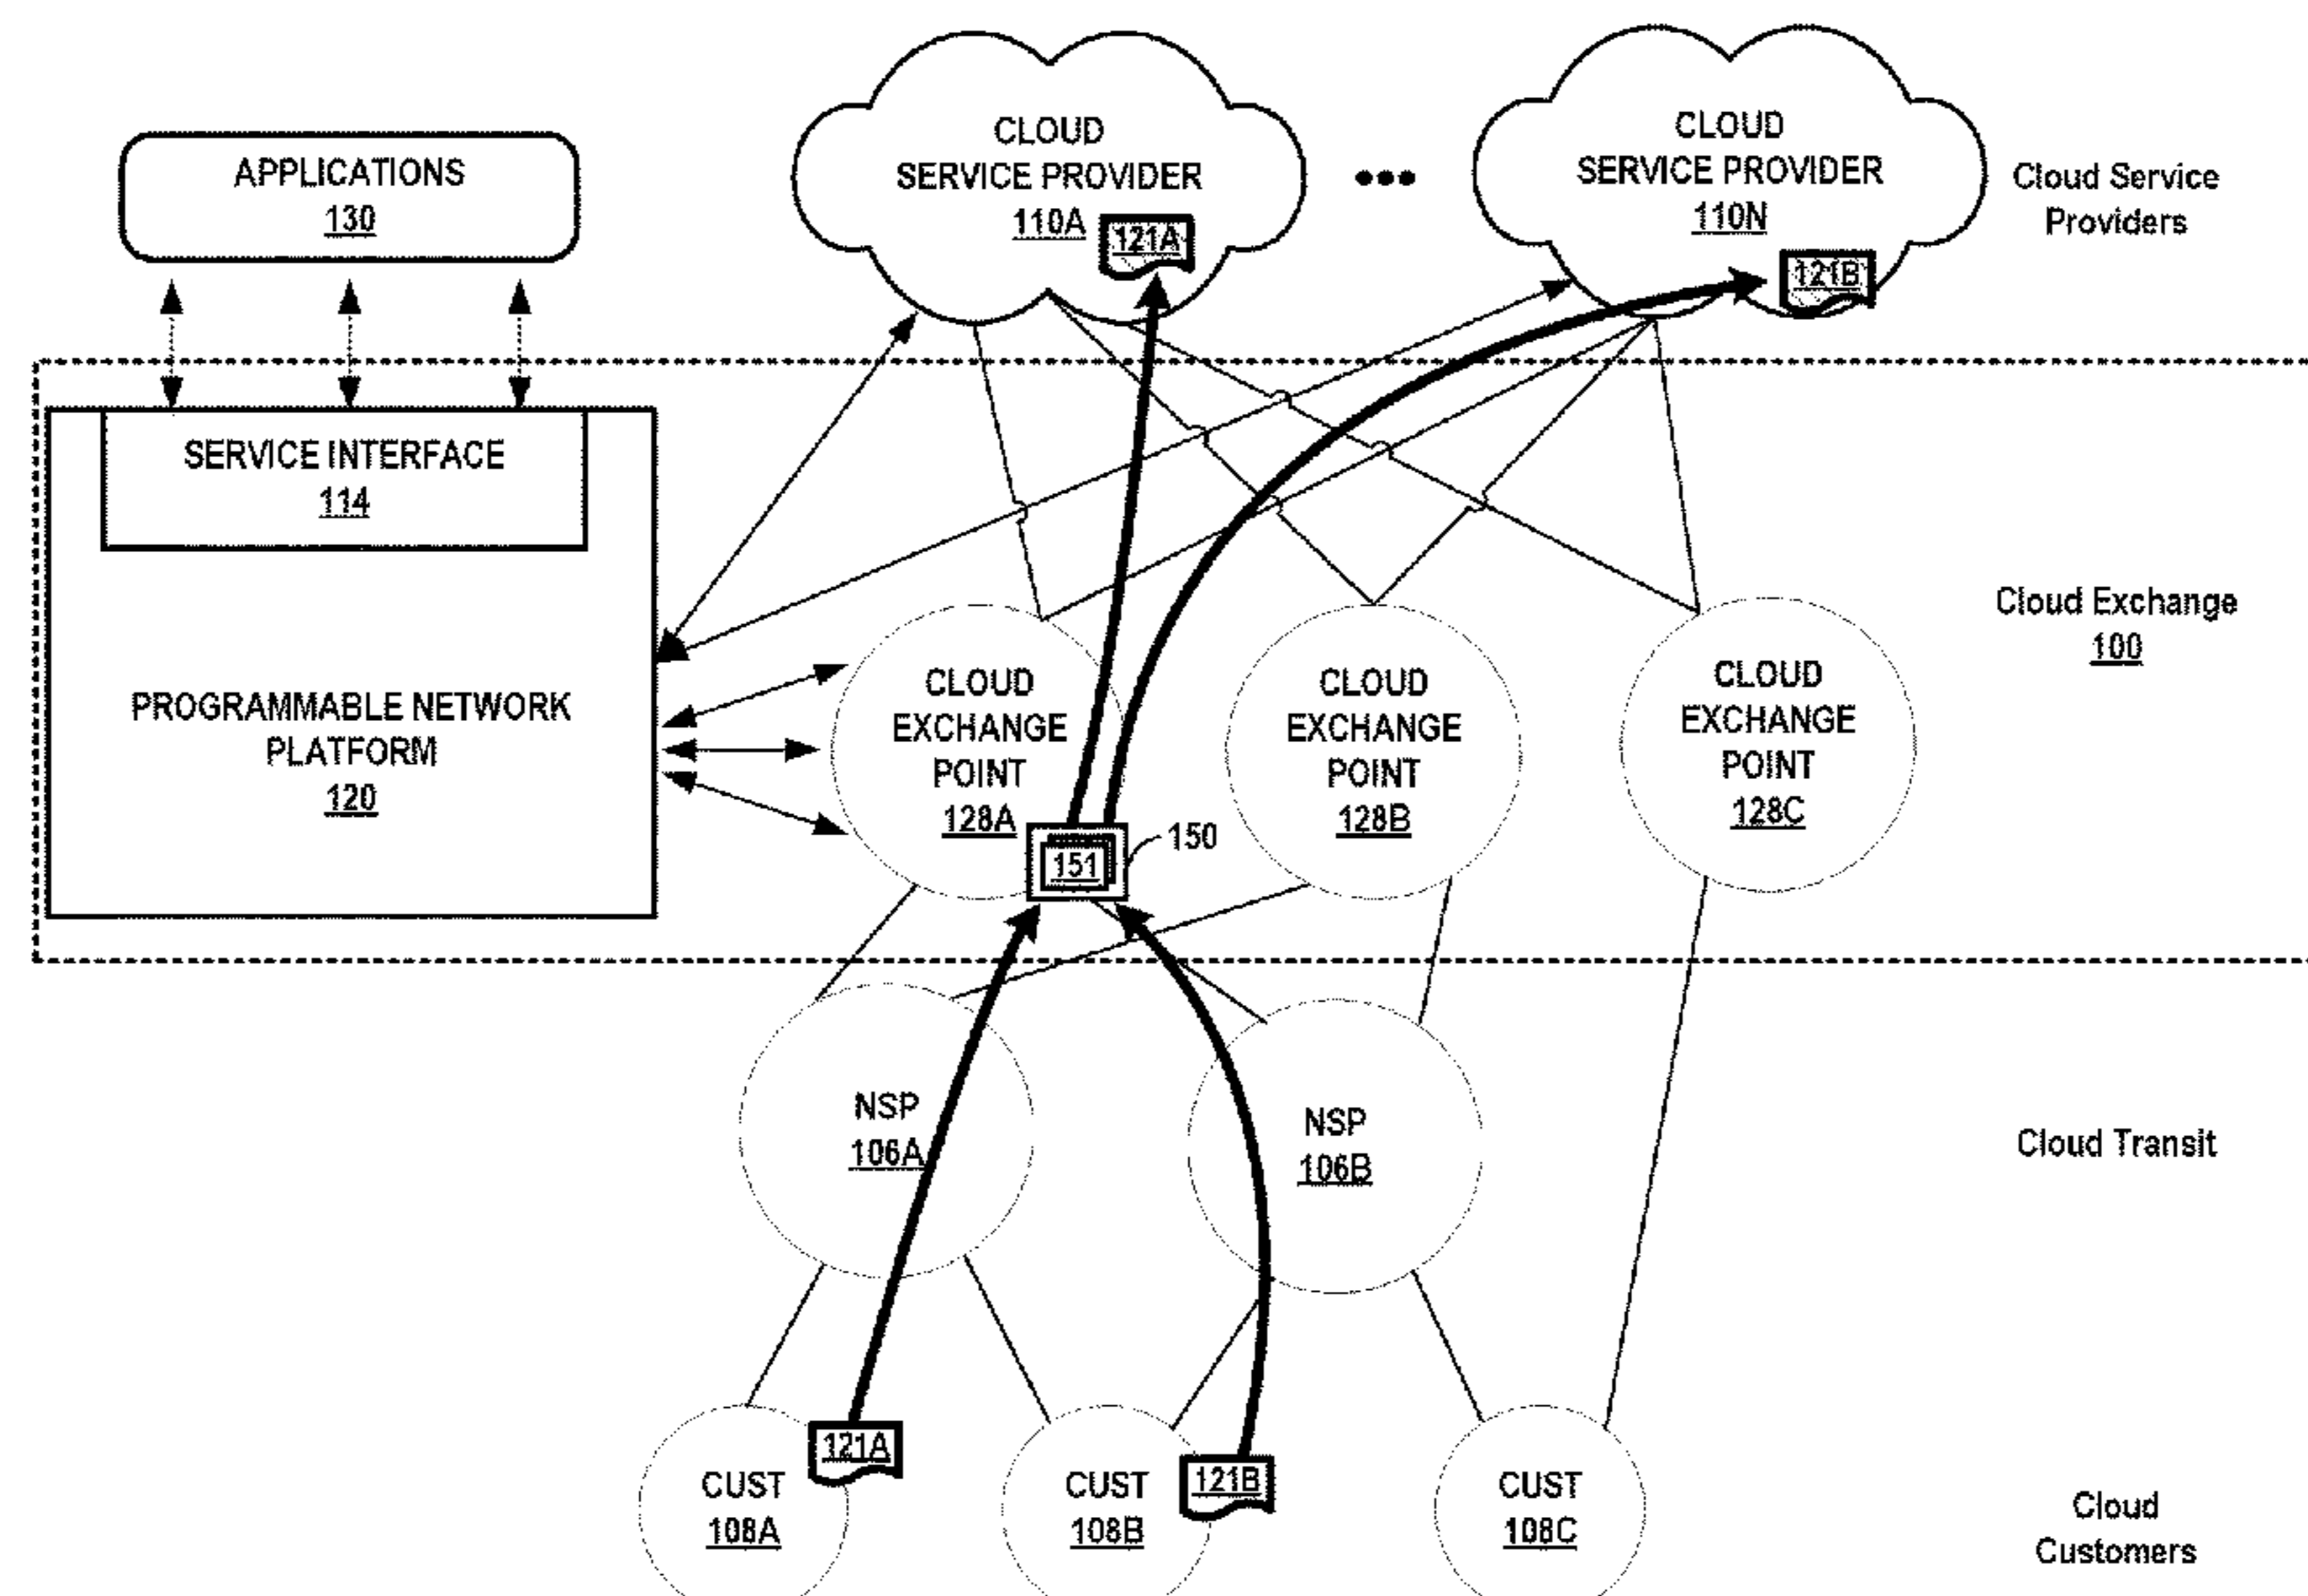 APPLICATIONS
130
CLOUD
SERVICE PROVIDER
110A
121A
CLOUD
SERVICE PROVIDER
110N
121B
Cloud Service
Providers
SERVICE INTERFACE
114
PROGRAMMABLE NETWORK
PLATFORM
120
CLOUD
EXCHANGE
POINT
128A
151
150
CLOUD
EXCHANGE
POINT
128B
CLOUD
EXCHANGE
POINT
128C
Cloud Exchange
100
NSP
106A
NSP
106B
Cloud Transit
CUST
108A
121A
CUST
108B
121B
CUST
108C
Cloud
Customers